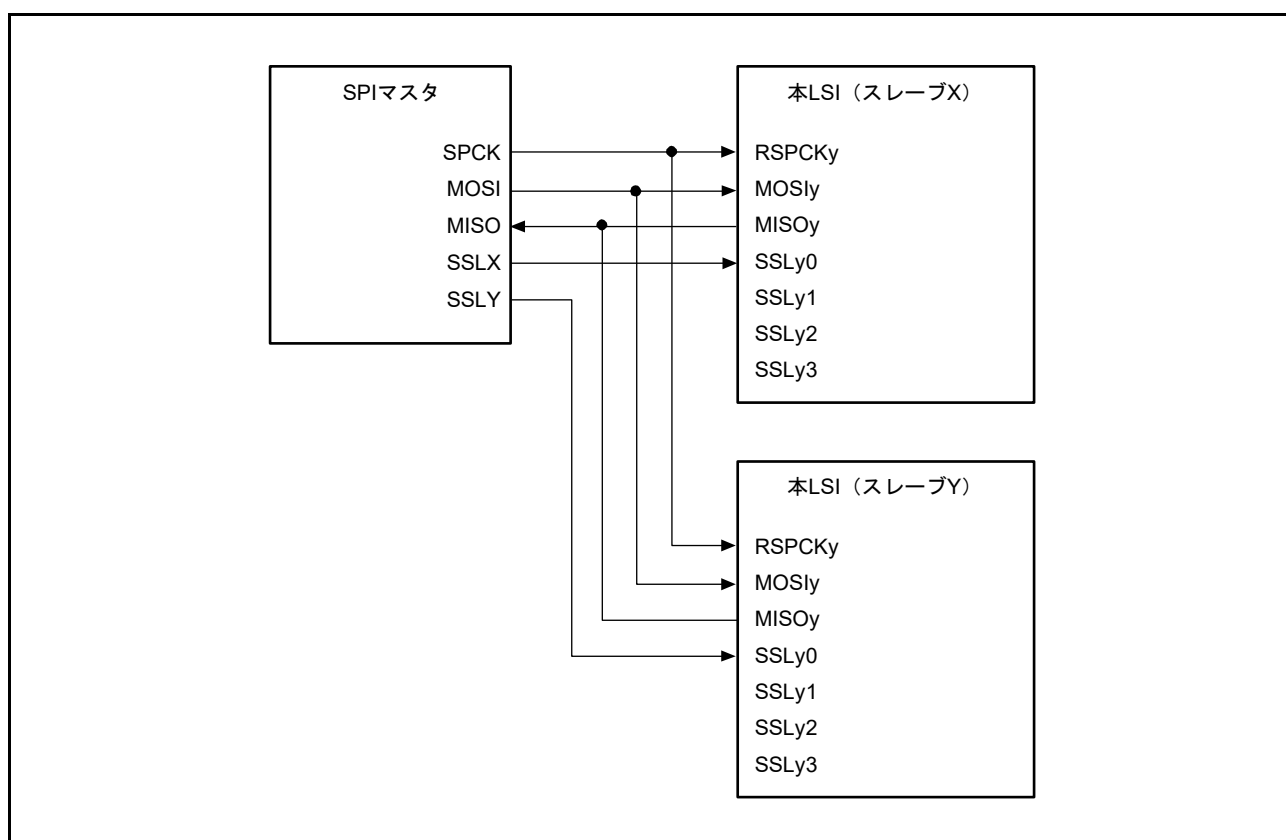 SPIマスタ
SPCK
MOSI
MISO
SSLX
SSLY
本LSI（スレーブX）
RSPCKy
MOSIy
MISOy
SSLy0
SSLy1
SSLy2
SSLy3
本LSI（スレーブY）
RSPCKy
MOSIy
MISOy
SSLy0
SSLy1
SSLy2
SSLy3